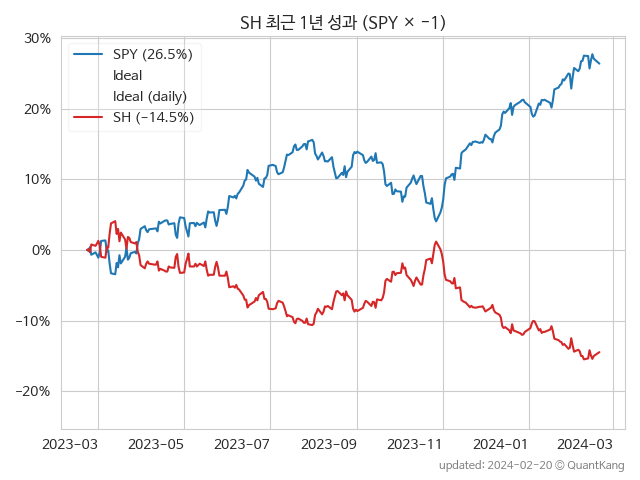 SH 최근 1년 성과 (SPY × −1)
SPY (26.5%)
Ideal
Ideal (daily)
SH (−14.5%)
30%
20%
10%
0%
−10%
−20%
2023-03 2023-05 2023-07 2023-09 2023-11 2024-01 2024-03
updated: 2024-02-20 © QuantKang